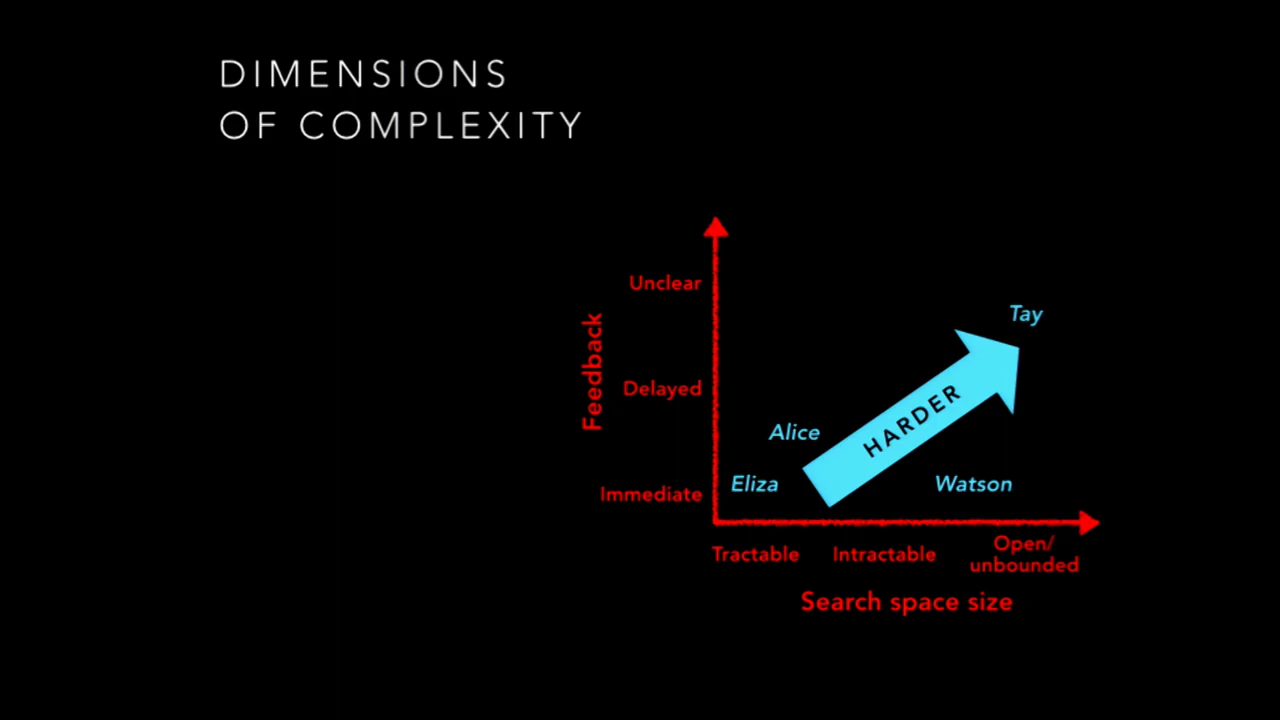 DIMENSIONS
OF COMPLEXITY
Unclear
Tay
Feedback
Delayed
HARDER
Alice
Eliza
Watson
Immediate
Tractable
Intractable
Open/
unbounded
Search space size